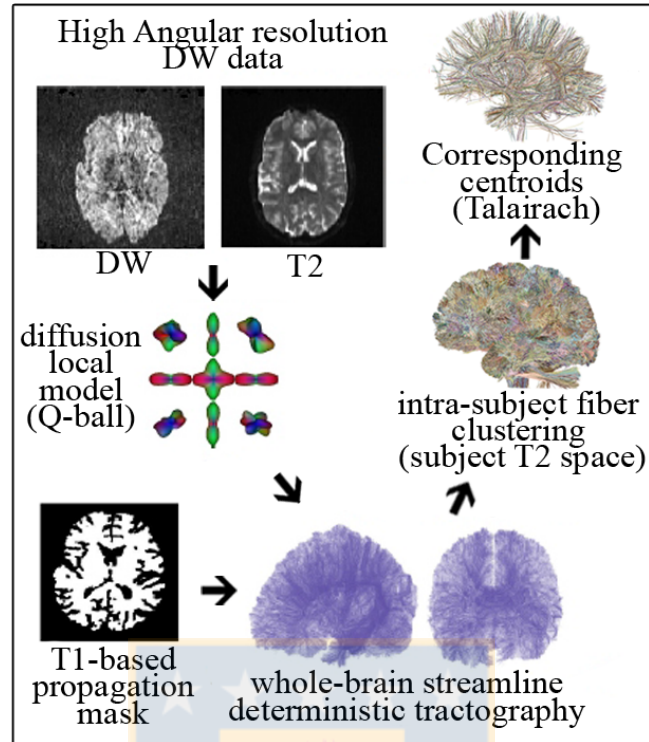 High Angular resolution
DW data
DW
T2
diffusion
local
model
(Q-ball)
T1-based
propagation
mask
whole-brain streamline
deterministic tractography
intra-subject fiber
clustering
(subject T2 space)
Corresponding
centroids
(Talairach)